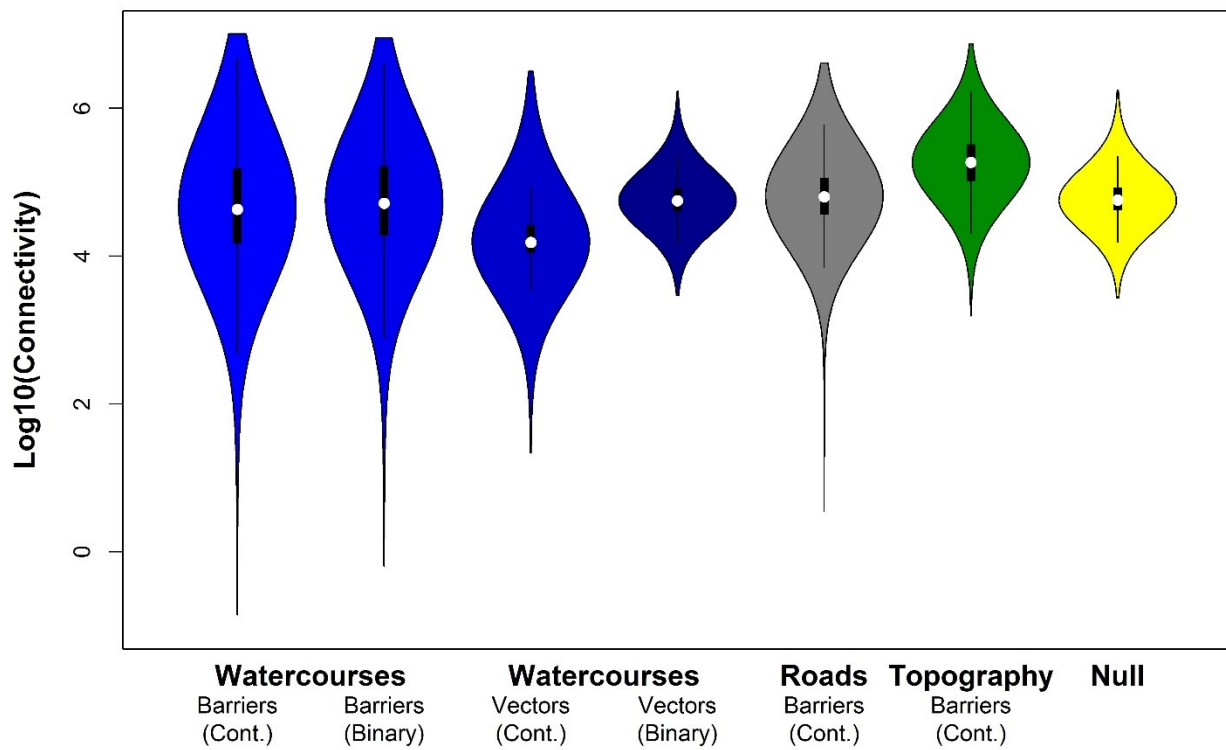 Log10(Connectivity)
6
4
2
0
Watercourses Watercourses Roads Topography Null
Barriers Barriers Vectors Vectors Barriers Barriers
(Cont.) (Binary) (Cont.) (Binary) (Cont.) (Cont.)